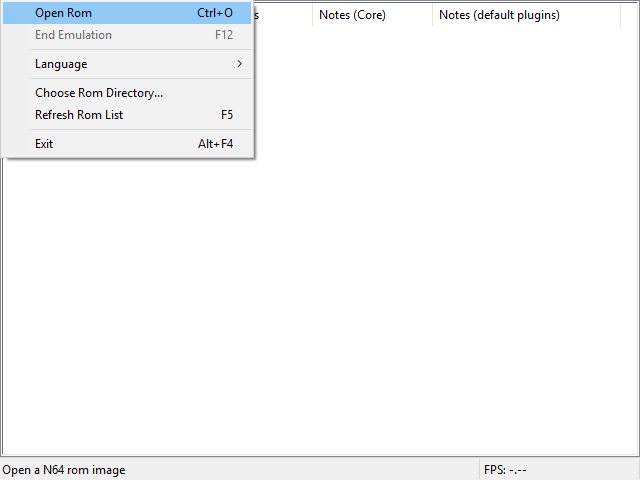 Open Rom Ctrl+O
End Emulation F12
Language
Choose Rom Directory...
Refresh Rom List F5
Exit Alt+F4
s Notes (Core) Notes (default plugins)
Open a N64 rom image FPS: -.--